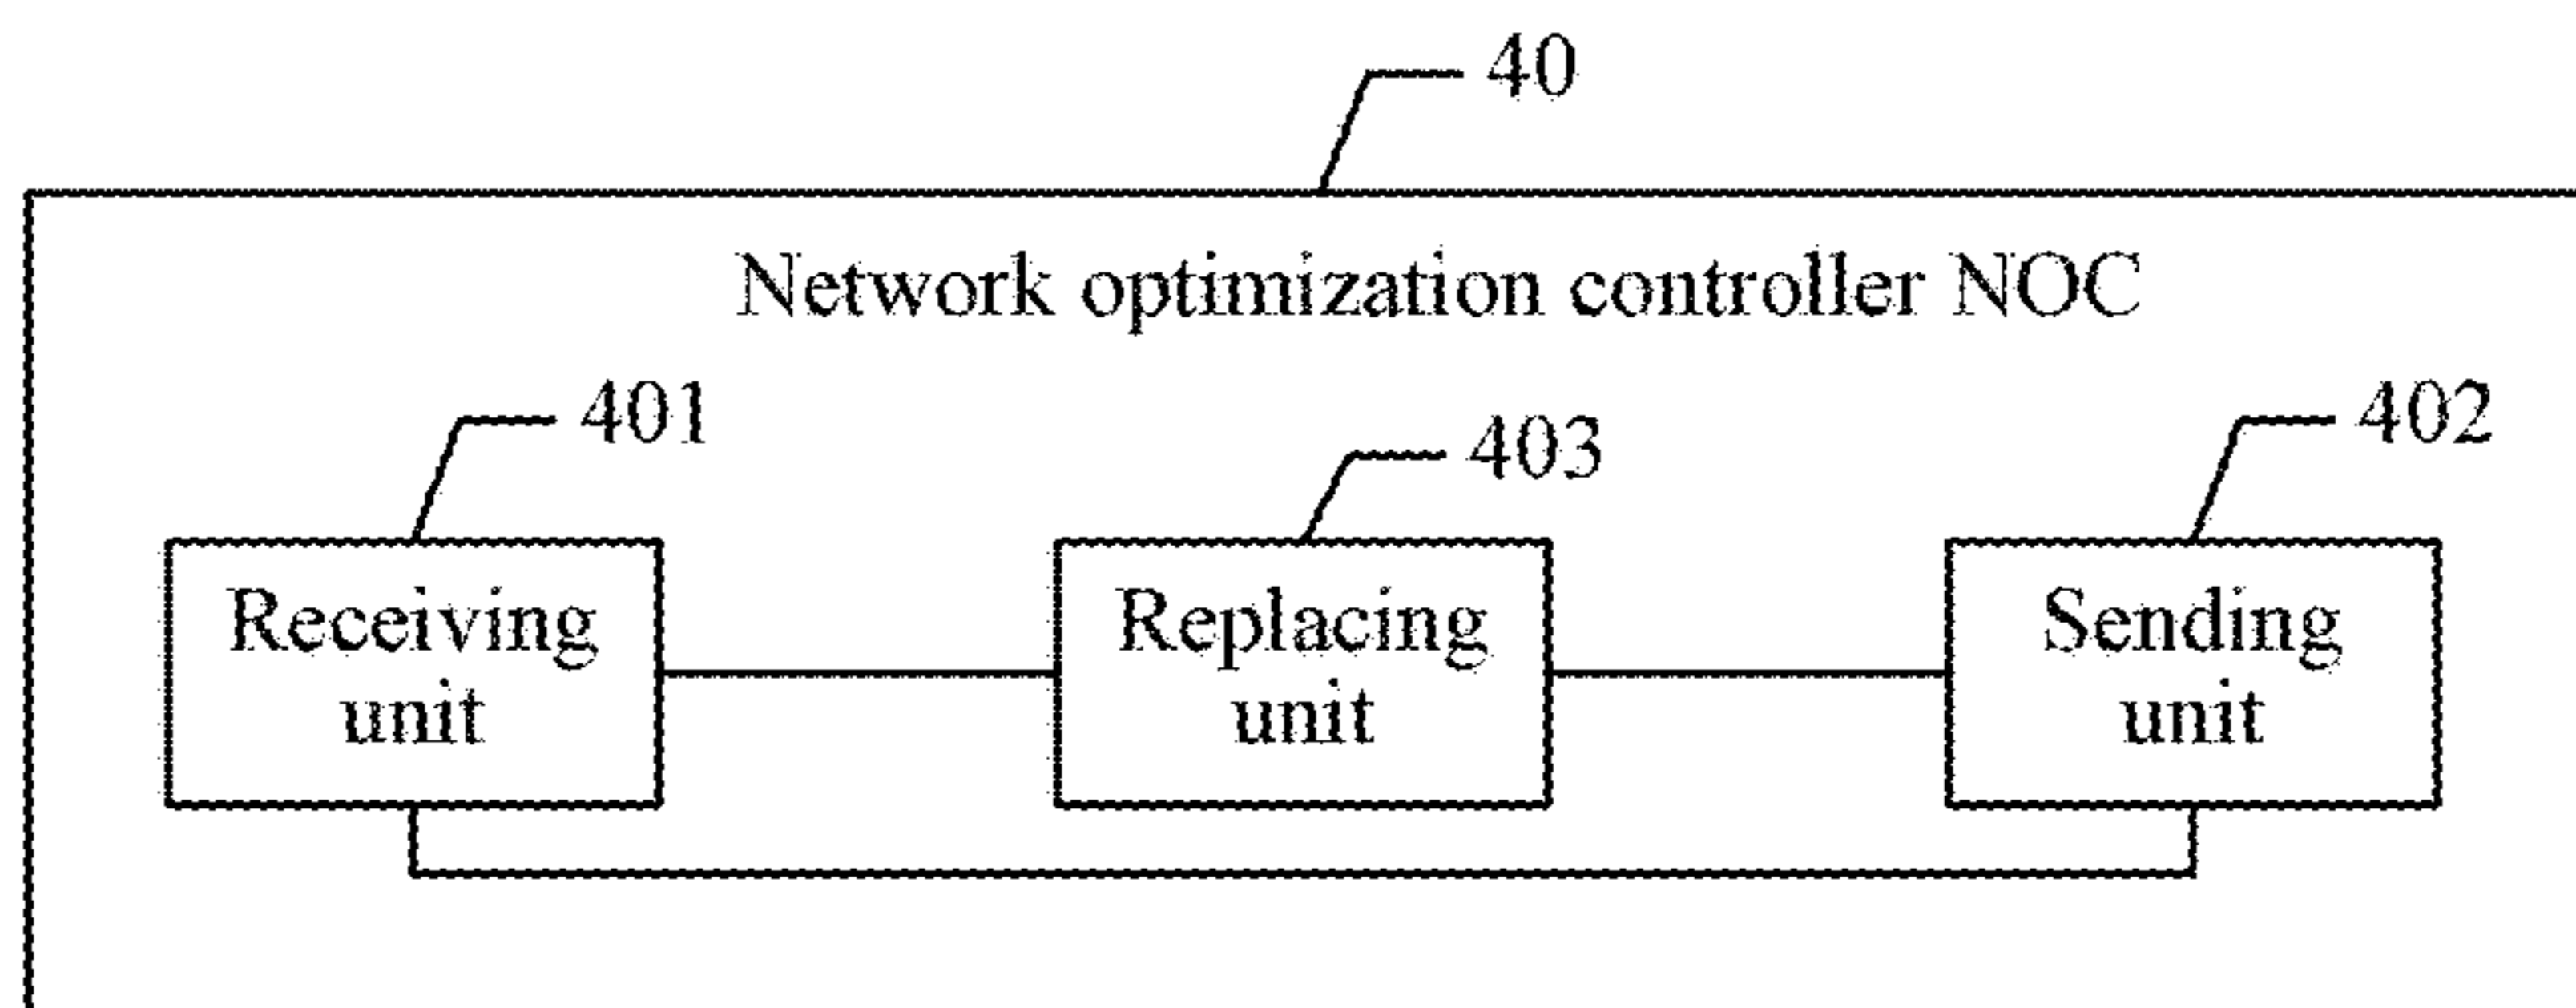 40
Network optimization controller NOC
401
403
402
Receiving
unit
Replacing
unit
Sending
unit